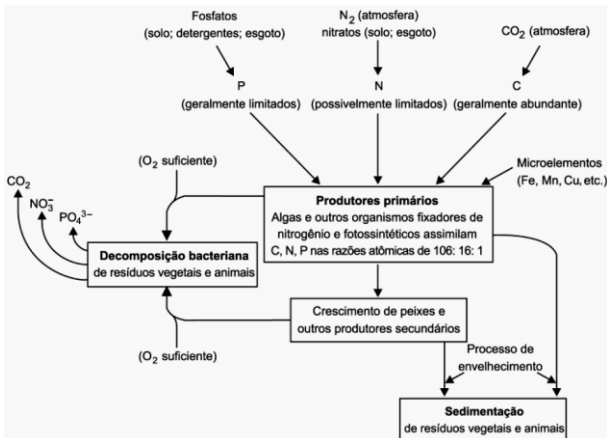 Fosfatos
(solo; detergentes; esgoto)
N₂ (atmosfera)
nitratos (solo; esgoto)
CO₂ (atmosfera)
P
(geralmente limitados)
N
(possivelmente limitados)
C
(geralmente abundante)
Microelementos
(Fe, Mn, Cu, etc.)
(O₂ suficiente)
CO₂
NO₃⁻
PO₄³⁻
Produtores primários
Algas e outros organismos fixadores de
nitrogênio e fotossintéticos assimilam
C, N, P nas razões atômicas de 106: 16: 1
Decomposição bacteriana
de resíduos vegetais e animais
Crescimento de peixes e
outros produtores secundários
(O₂ suficiente)
Processo de
envelhecimento
Sedimentação
de resíduos vegetais e animais